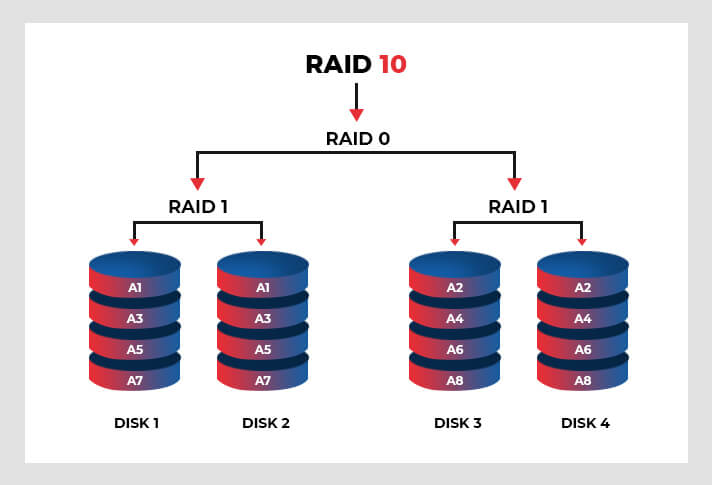 RAID 10
RAID 0
RAID 1 RAID 1
A1 A1 A2 A2
A3 A3 A4 A4
A5 A5 A6 A6
A7 A7 A8 A8
DISK 1 DISK 2 DISK 3 DISK 4